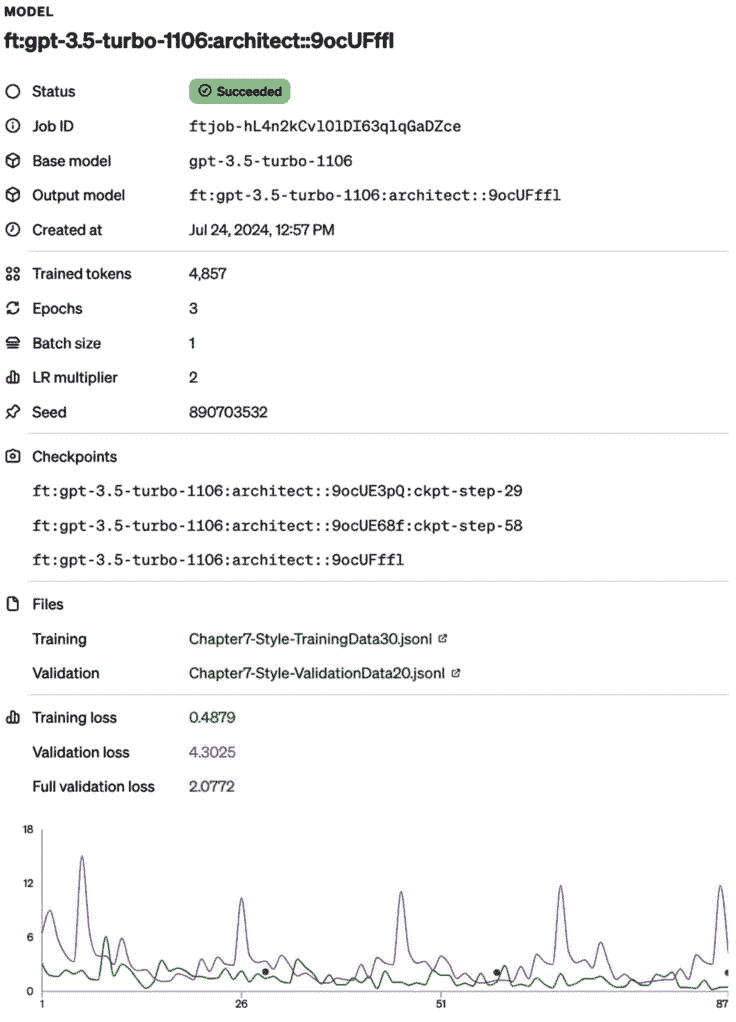 MODEL
ft:gpt-3.5-turbo-1106:architect::9ocUFffl
Status Succeeded
Job ID ftjob-hL4n2kCvlOlDI63qlqGaDZce
Base model gpt-3.5-turbo-1106
Output model ft:gpt-3.5-turbo-1106:architect::9ocUFffl
Created at Jul 24, 2024, 12:57 PM
Trained tokens 4,857
Epochs 3
Batch size 1
LR multiplier 2
Seed 890703532
Checkpoints
ft:gpt-3.5-turbo-1106:architect::9ocUE3pQ:ckpt-step-29
ft:gpt-3.5-turbo-1106:architect::9ocUE68f:ckpt-step-58
ft:gpt-3.5-turbo-1106:architect::9ocUFffl
Files
Training Chapter7-Style-TrainingData30.jsonl
Validation Chapter7-Style-ValidationData20.jsonl
Training loss 0.4879
Validation loss 4.3025
Full validation loss 2.0772
18
12
6
0
1 26 51 87